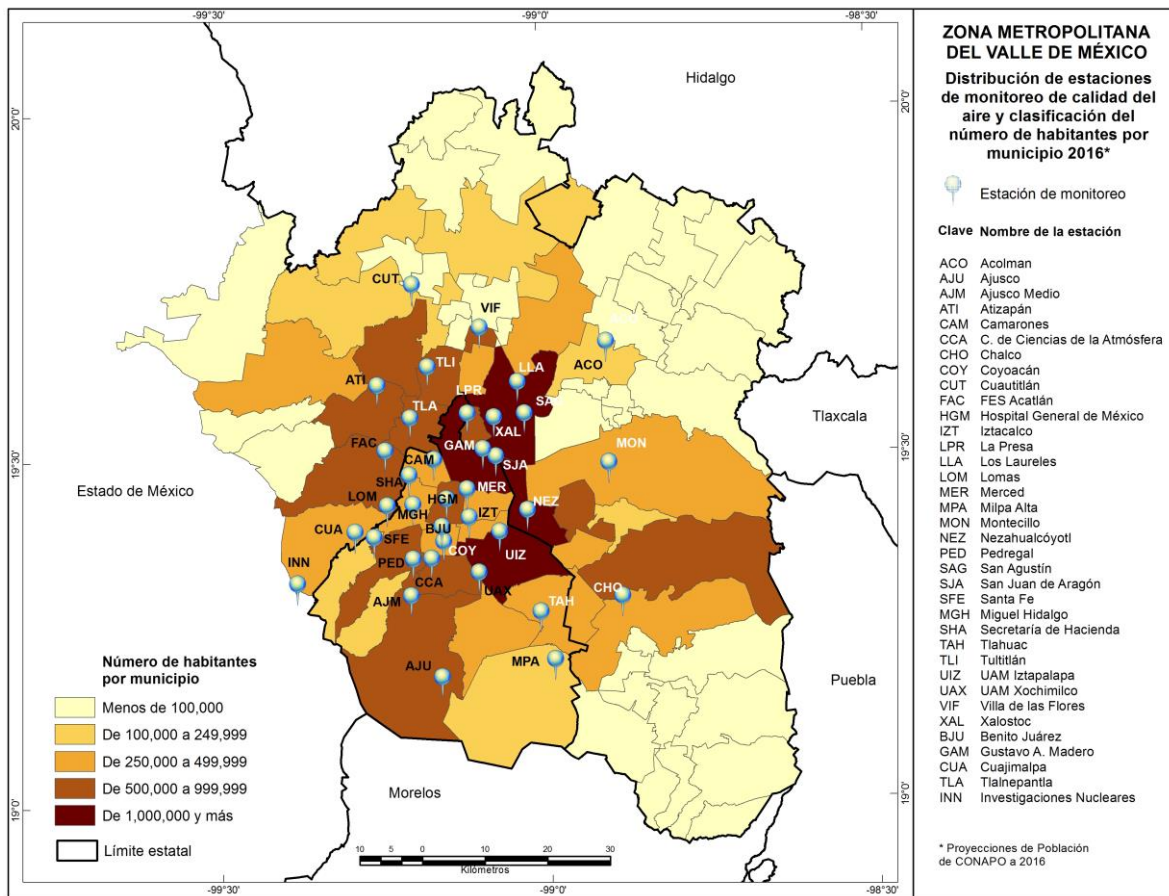 -99°30'
-99°0'
-98°30'
20°0'
20°0'
Hidalgo
CUT
VIF
ACO
TLI
LLA
ATI
LPR
TLA
XAL
Tlaxcala
FAC
GAM
MON
19°30'
CAM
SJA
19°30'
SHA
Estado de México
MER
LOM
HGM
NEZ
MGH
IZT
CUA
BJU
SFE
COY
UIZ
INN
PED
CCA
UAX
CHO
AJM
TAH
AJU
MPA
Puebla
Morelos
19°0'
19°0'
Número de habitantes
por municipio
Menos de 100,000
De 100,000 a 249,999
De 250,000 a 499,999
De 500,000 a 999,999
De 1,000,000 y más
Límite estatal
10 5 0 10 20 30
Kilómetros
-99°30'
-99°0'
-98°30'
ZONA METROPOLITANA
DEL VALLE DE MÉXICO
Distribución de estaciones
de monitoreo de calidad del
aire y clasificación del
número de habitantes por
municipio 2016*
Estación de monitoreo
Clave Nombre de la estación
ACO Acolman
AJU Ajusco
AJM Ajusco Medio
ATI Atizapán
CAM Camarones
CCA C. de Ciencias de la Atmósfera
CHO Chalco
COY Coyoacán
CUT Cuautitlán
FAC FES Acatlán
HGM Hospital General de México
IZT Iztacalco
LPR La Presa
LLA Los Laureles
LOM Lomas
MER Merced
MPA Milpa Alta
MON Montecillo
NEZ Nezahualcóyotl
PED Pedregal
SAG San Agustín
SJA San Juan de Aragón
SFE Santa Fe
MGH Miguel Hidalgo
SHA Secretaría de Hacienda
TAH Tlahuac
TLI Tultitlán
UIZ UAM Iztapalapa
UAX UAM Xochimilco
VIF Villa de las Flores
XAL Xalostoc
BJU Benito Juárez
GAM Gustavo A. Madero
CUA Cuajimalpa
TLA Tlalnepantla
INN Investigaciones Nucleares
* Proyecciones de Población
de CONAPO a 2016